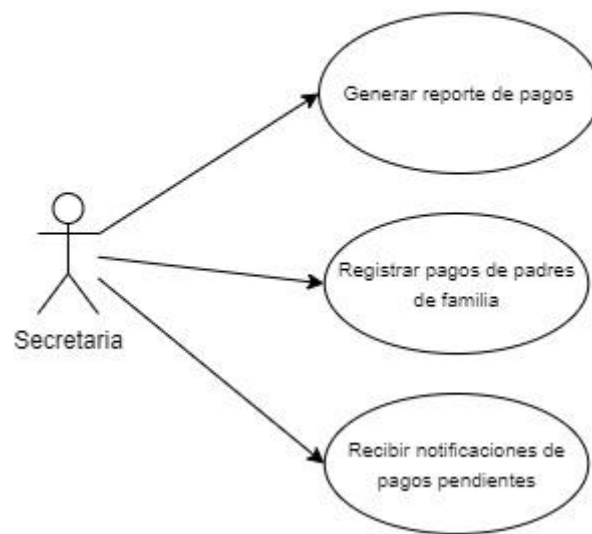 Generar reporte de pagos
Registrar pagos de padres
de familia
Secretaria
Recibir notificaciones de
pagos pendientes